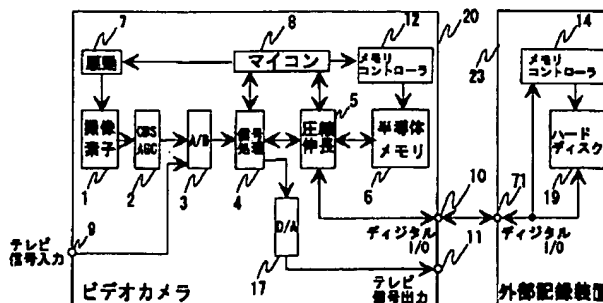 7
8
12
20
14
23
駆動
マイコン
メモリ
コントローラ
メモリ
コントローラ
5
撮像
素子
CDS
AGC
A/D
信号
処理
圧縮
伸長
半導体
メモリ
ハード
ディスク
1
2
3
4
6
10
71
19
9
D/A
ディジタル
I/O
ディジタル
I/O
11
テレビ
信号入力
17
テレビ
信号出力
ビデオカメラ
外部記録装置